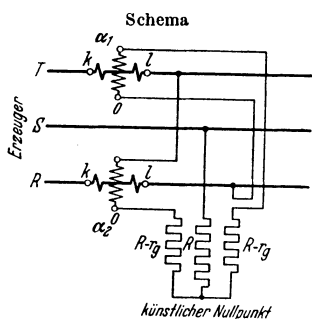 Schema
α1
k l
T
0
Erzeuger
S
k l
R
0
α2
R-rg R R-rg
künstlicher Nullpunkt